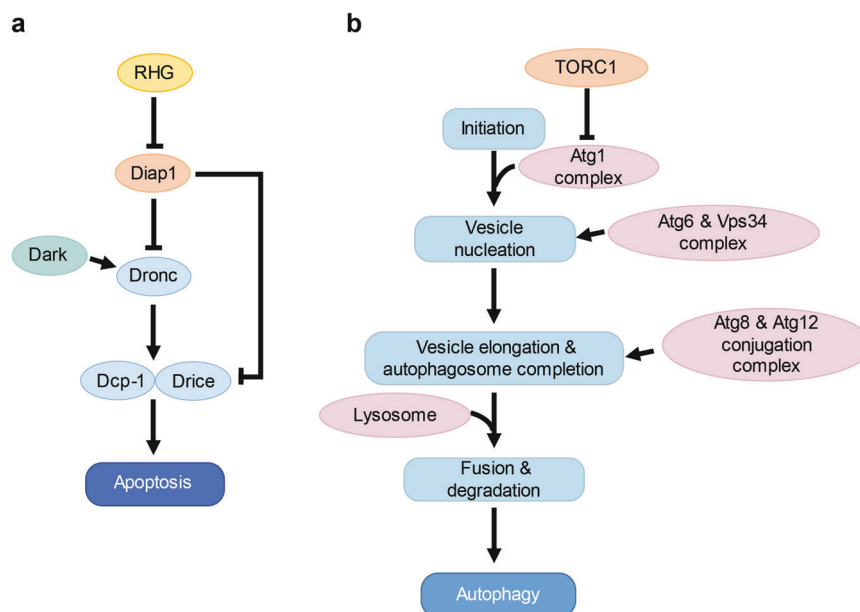 a
RHG
Diap1
Dark
Dronc
Dcp-1
Drice
Apoptosis
b
TORC1
Initiation
Atg1
complex
Vesicle
nucleation
Atg6 & Vps34
complex
Vesicle elongation &
autophagosome completion
Atg8 & Atg12
conjugation
complex
Lysosome
Fusion &
degradation
Autophagy